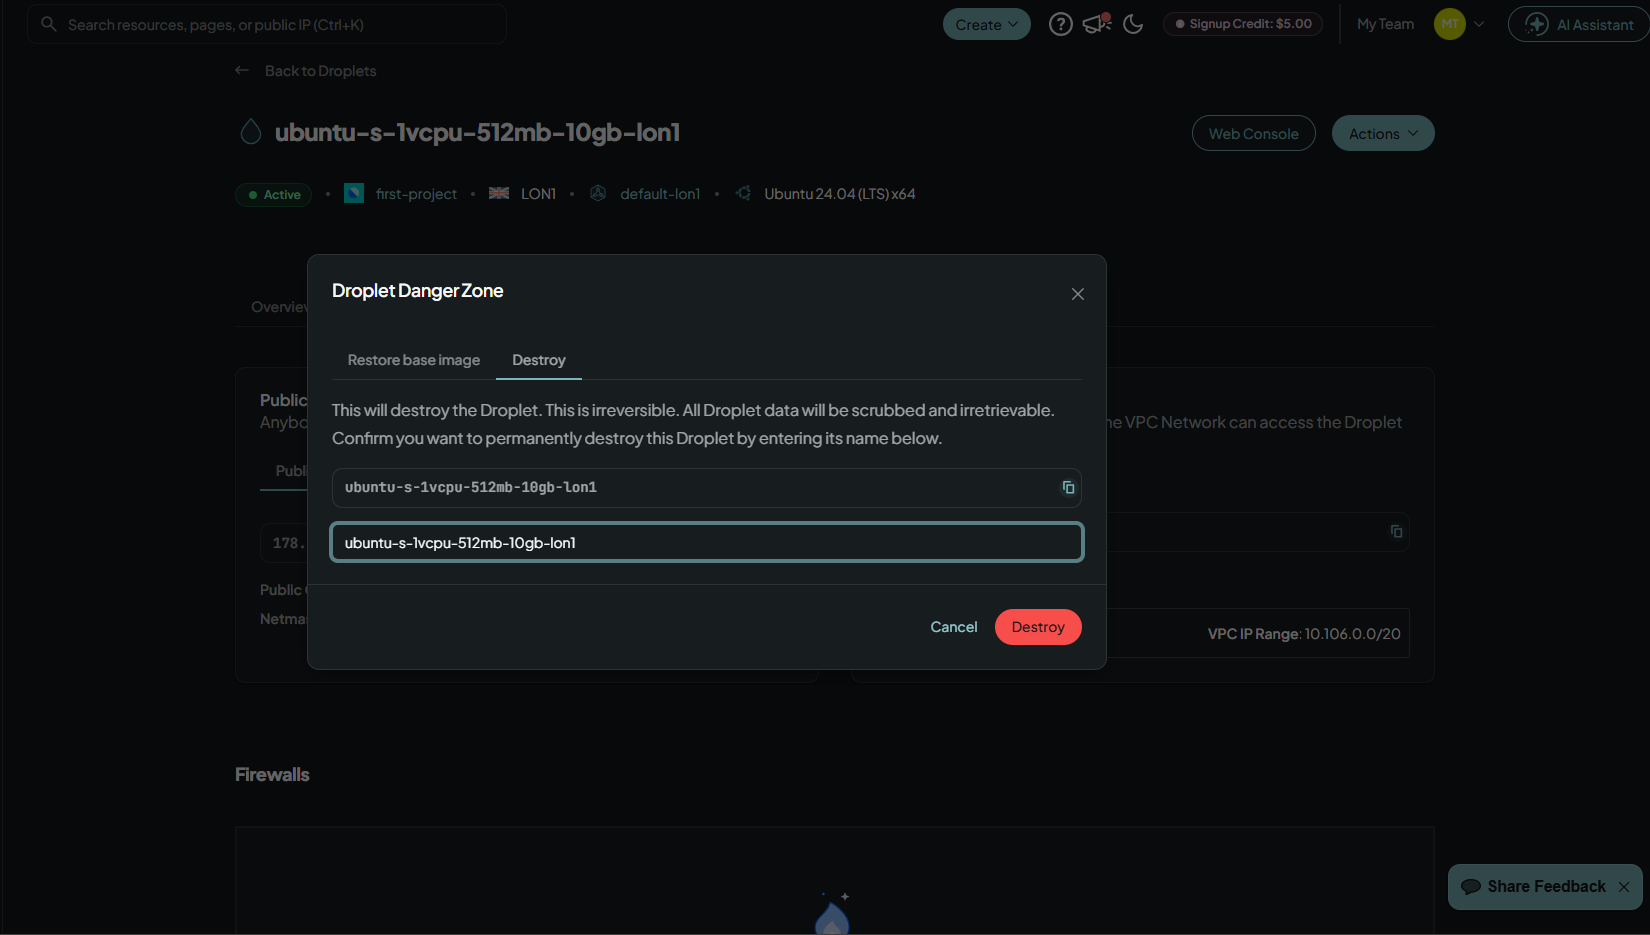 Search resources, pages, or public IP (Ctrl+K)
Create
Signup Credit: $5.00
My Team
MT
AI Assistant
Back to Droplets
ubuntu-s-1vcpu-512mb-10gb-lon1
Web Console
Actions
Active
first-project
LON1
default-lon1
Ubuntu 24.04 (LTS) x64
Droplet Danger Zone
Restore base image
Destroy
This will destroy the Droplet. This is irreversible. All Droplet data will be scrubbed and irretrievable.
Confirm you want to permanently destroy this Droplet by entering its name below.
ubuntu-s-1vcpu-512mb-10gb-lon1
ubuntu-s-1vcpu-512mb-10gb-lon1
Cancel
Destroy
Public
VPC Network can access the Droplet
178.
Public
VPC IP Range: 10.106.0.0/20
Firewalls
Share Feedback